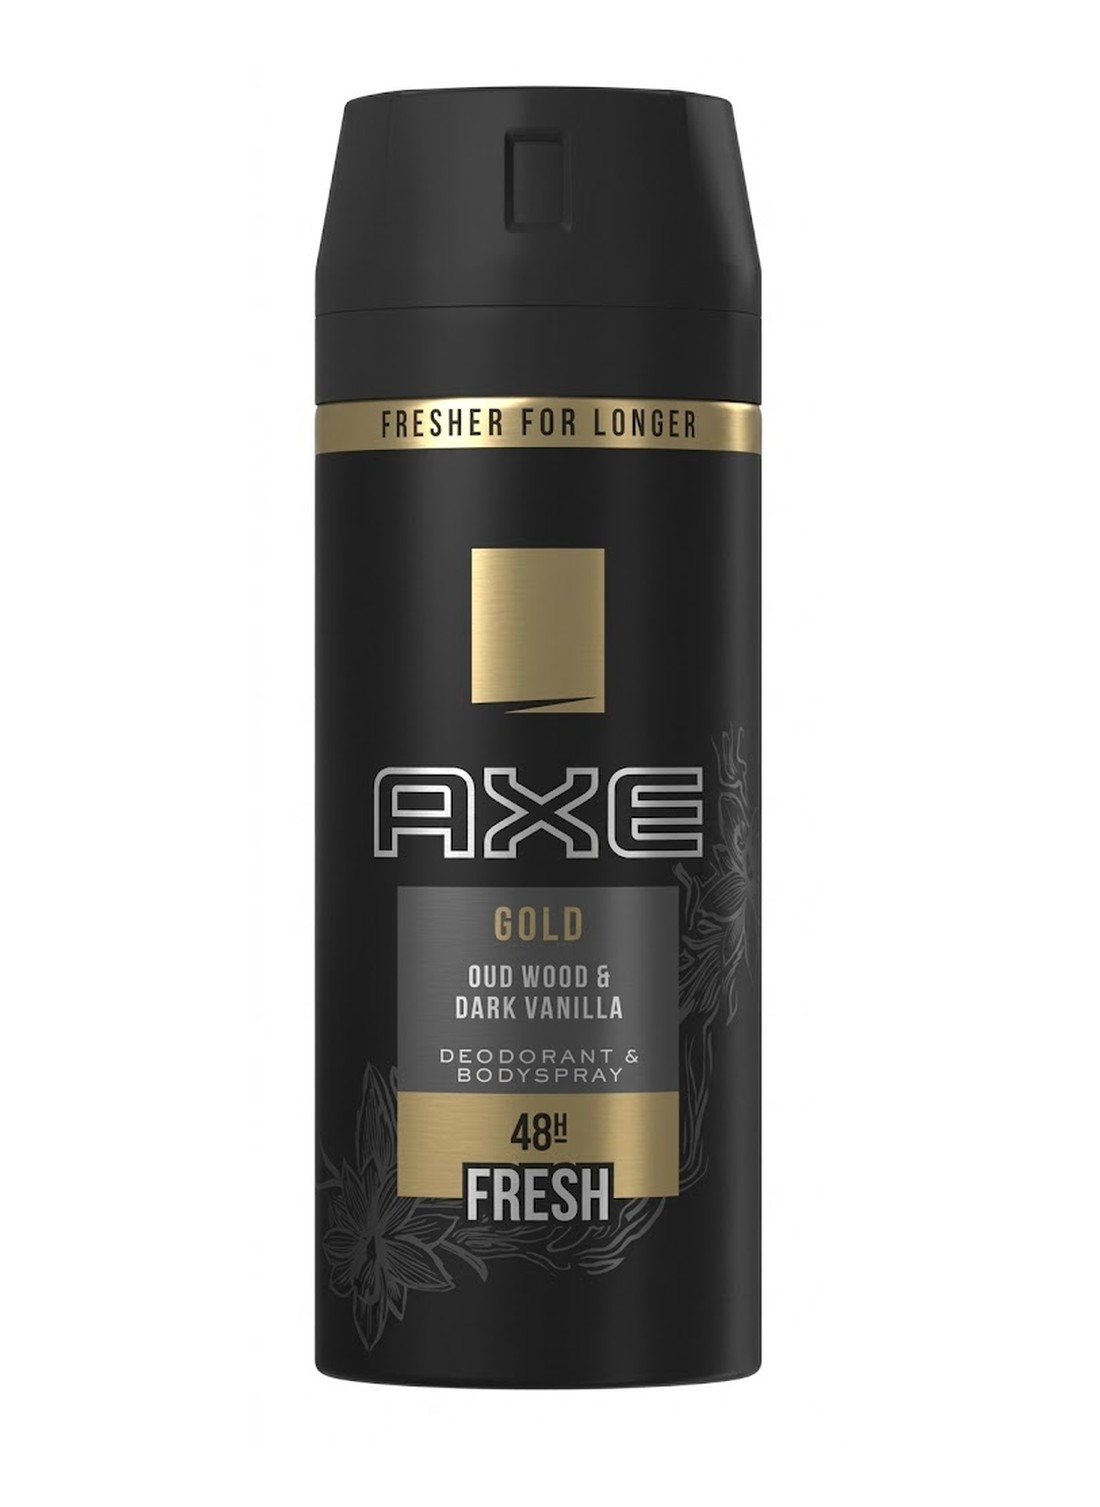 FRESHER FOR LONGER
AXE
GOLD
OUD WOOD &
DARK VANILLA
DEODORANT &
BODYSPRAY
48H
FRESH